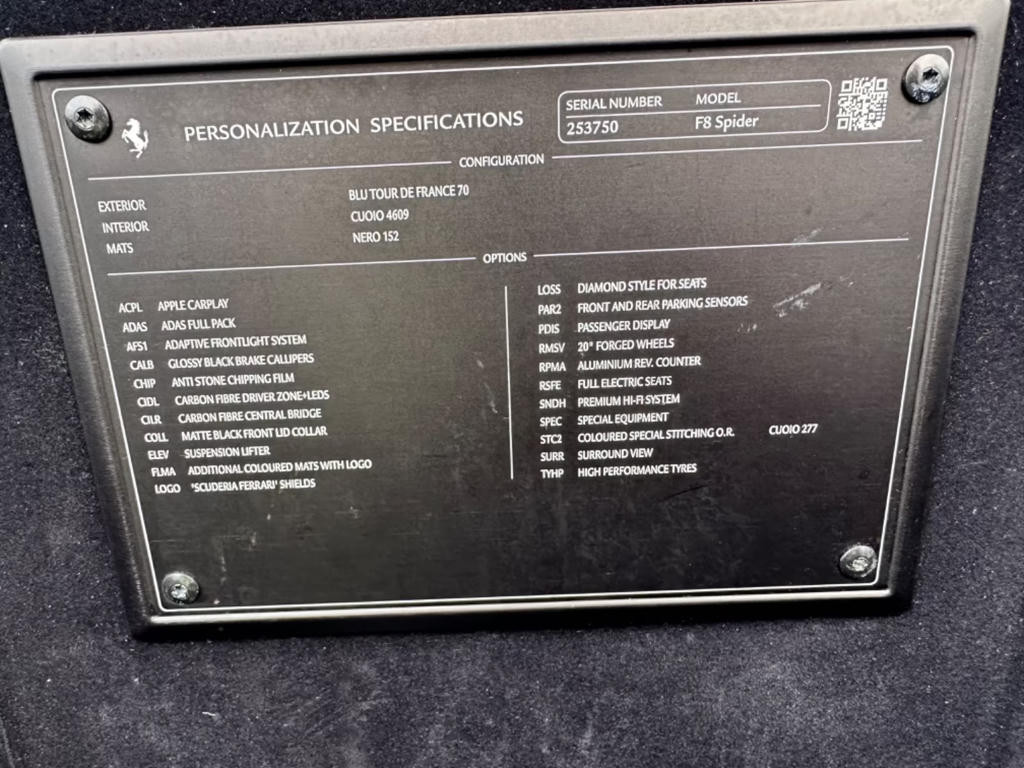 PERSONALIZATION SPECIFICATIONS
SERIAL NUMBER MODEL
253750 F8 Spider
CONFIGURATION
EXTERIOR BLU TOUR DE FRANCE 70
INTERIOR CUOIO 4609
MATS NERO 152
OPTIONS
ACPL APPLE CARPLAY
ADAS ADAS FULL PACK
AFS1 ADAPTIVE FRONTLIGHT SYSTEM
CALB GLOSSY BLACK BRAKE CALLIPERS
CHIP ANTI STONE CHIPPING FILM
CIDL CARBON FIBRE DRIVER ZONE+LEDS
CILR CARBON FIBRE CENTRAL BRIDGE
COLL MATTE BLACK FRONT LID COLLAR
ELEV SUSPENSION LIFTER
FLMA ADDITIONAL COLOURED MATS WITH LOGO
LOGO 'SCUDERIA FERRARI' SHIELDS
LOSS DIAMOND STYLE FOR SEATS
PAR2 FRONT AND REAR PARKING SENSORS
PDIS PASSENGER DISPLAY
RMSV 20" FORGED WHEELS
RPMA ALUMINIUM REV. COUNTER
RSFE FULL ELECTRIC SEATS
SNDH PREMIUM HI-FI SYSTEM
SPEC SPECIAL EQUIPMENT
STC2 COLOURED SPECIAL STITCHING O.R. CUOIO 277
SURR SURROUND VIEW
TYHP HIGH PERFORMANCE TYRES